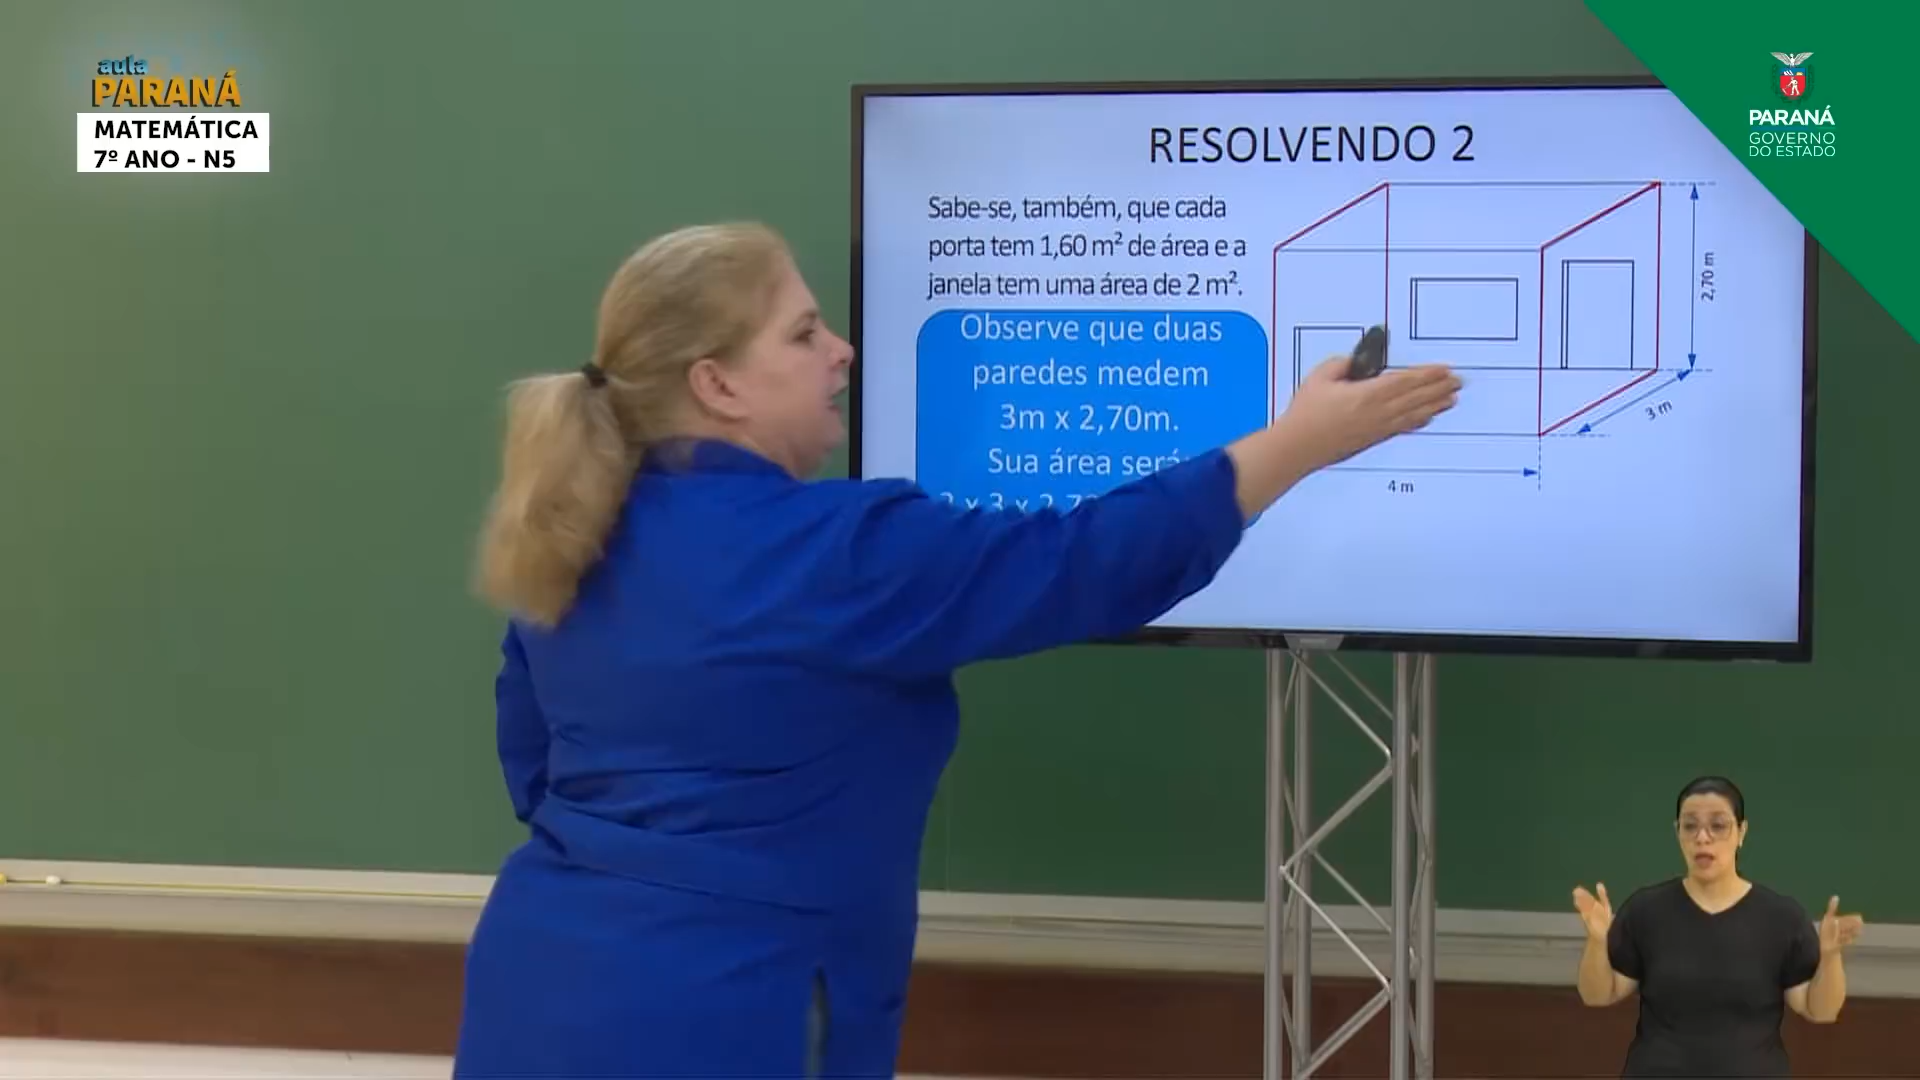 aula
PARANÁ
MATEMÁTICA
7º ANO - N5
PARANÁ
GOVERNO
DO ESTADO
RESOLVENDO 2
Sabe-se, também, que cada
porta tem 1,60 m² de área e a
janela tem uma área de 2 m².
Observe que duas
paredes medem
3m x 2,70m.
Sua área será
x 3 x
2,70 m
3 m
4 m